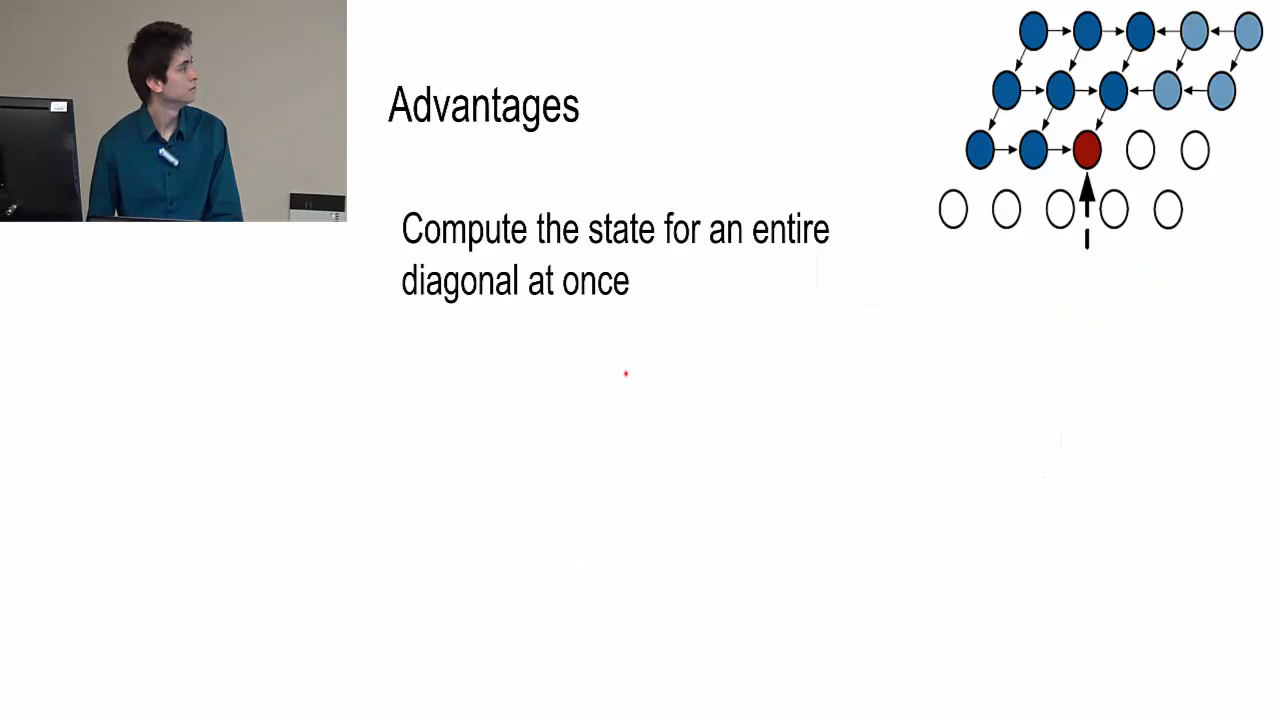 Advantages
Compute the state for an entire
diagonal at once